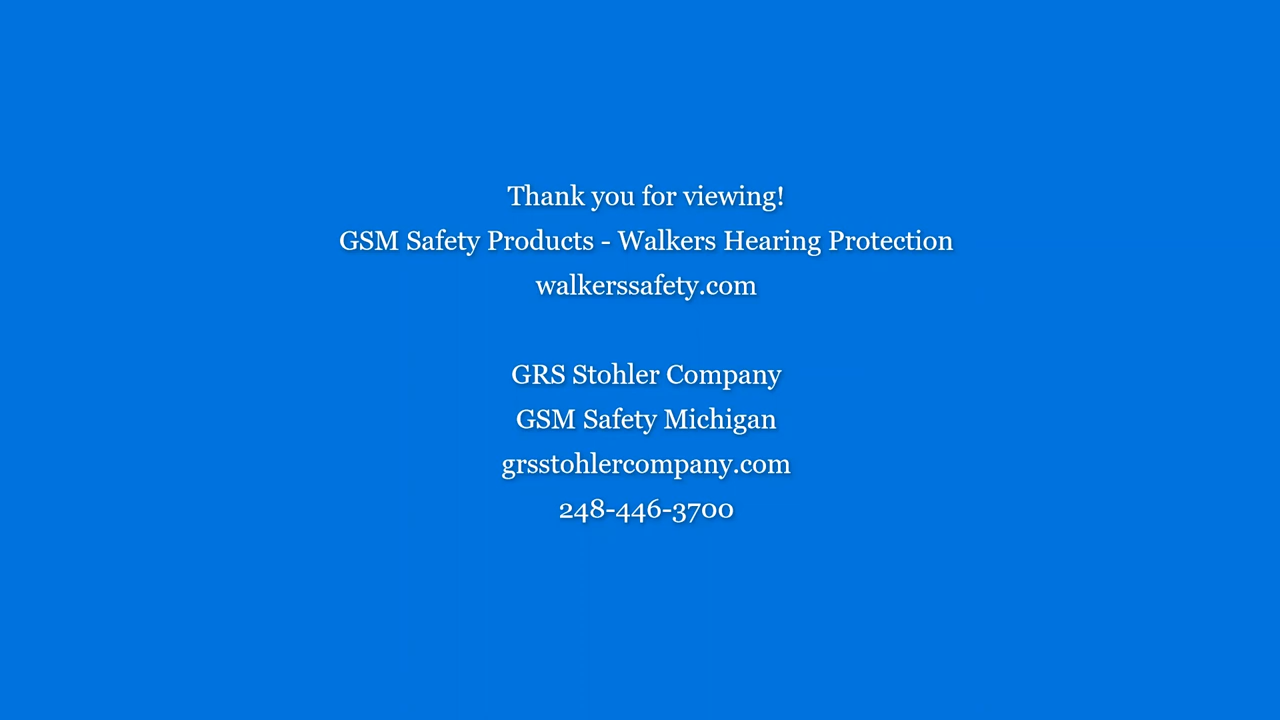 Thank you for viewing!
GSM Safety Products - Walkers Hearing Protection
walkerssafety.com
GRS Stohler Company
GSM Safety Michigan
grsstohlercompany.com
248-446-3700